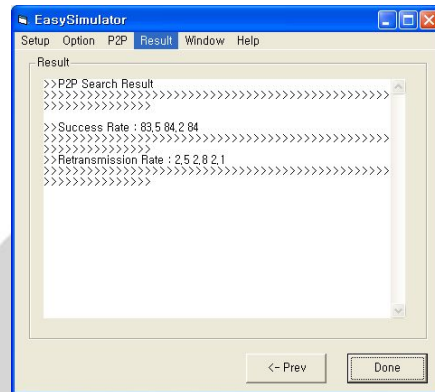 EasySimulator
Setup Option P2P Result Window Help
Result
>>P2P Search Result
>>>>>>>>>>>>>>>>>>>>>>>>>>>>>>>>>>>>>>>>>>>>>>>>
>>>>>>>>>>>>>>>
>>Success Rate : 83,5 84,2 84
>>>>>>>>>>>>>>>>>>>>>>>>>>>>>>>>>>>>>>>>>>>>>>>>
>>>>>>>>>>>>>>>
>>Retransmission Rate : 2,5 2,8 2,1
>>>>>>>>>>>>>>>>>>>>>>>>>>>>>>>>>>>>>>>>>>>>>>>>
>>>>>>>>>>>>>>>
<- Prev Done